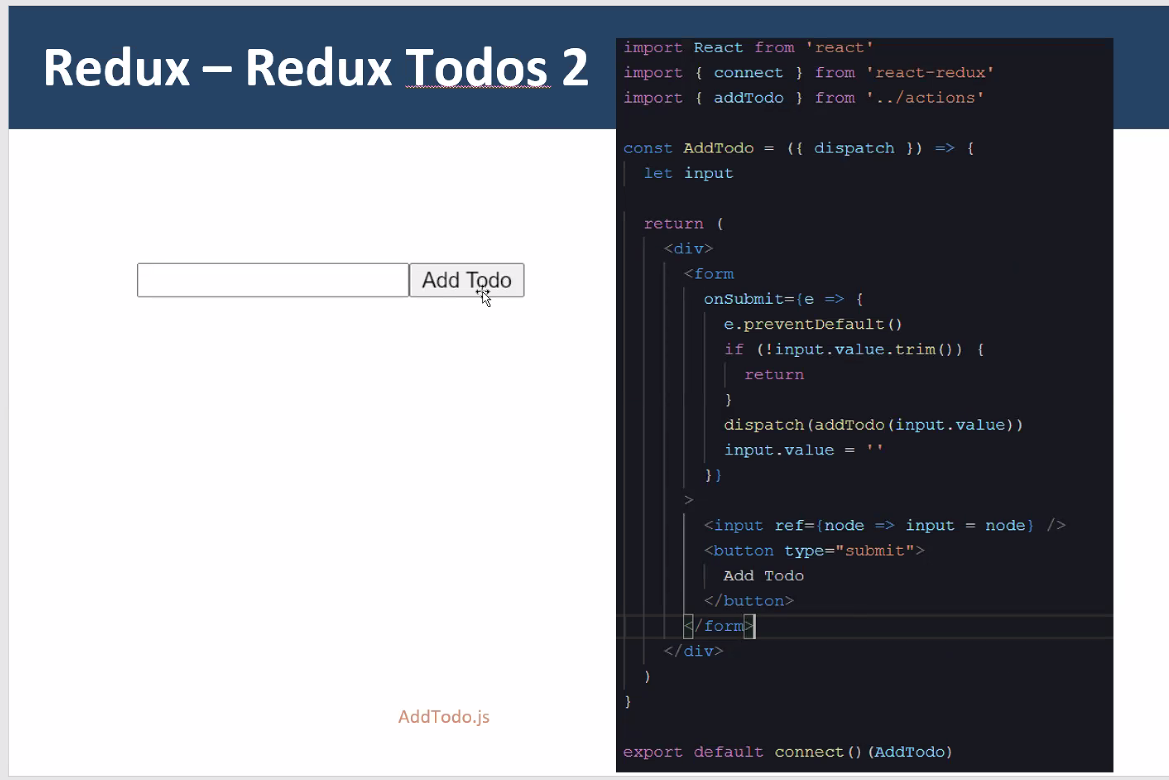 Redux – Redux Todos 2
Add Todo
AddTodo.js
import React from 'react'
import { connect } from 'react-redux'
import { addTodo } from '../actions'
const AddTodo = ({ dispatch }) => {
let input
return (
<div>
<form
onSubmit={e => {
e.preventDefault()
if (!input.value.trim()) {
return
}
dispatch(addTodo(input.value))
input.value = ''
}}
>
<input ref={node => input = node} />
<button type="submit">
Add Todo
</button>
</form>
</div>
)
}
export default connect()(AddTodo)